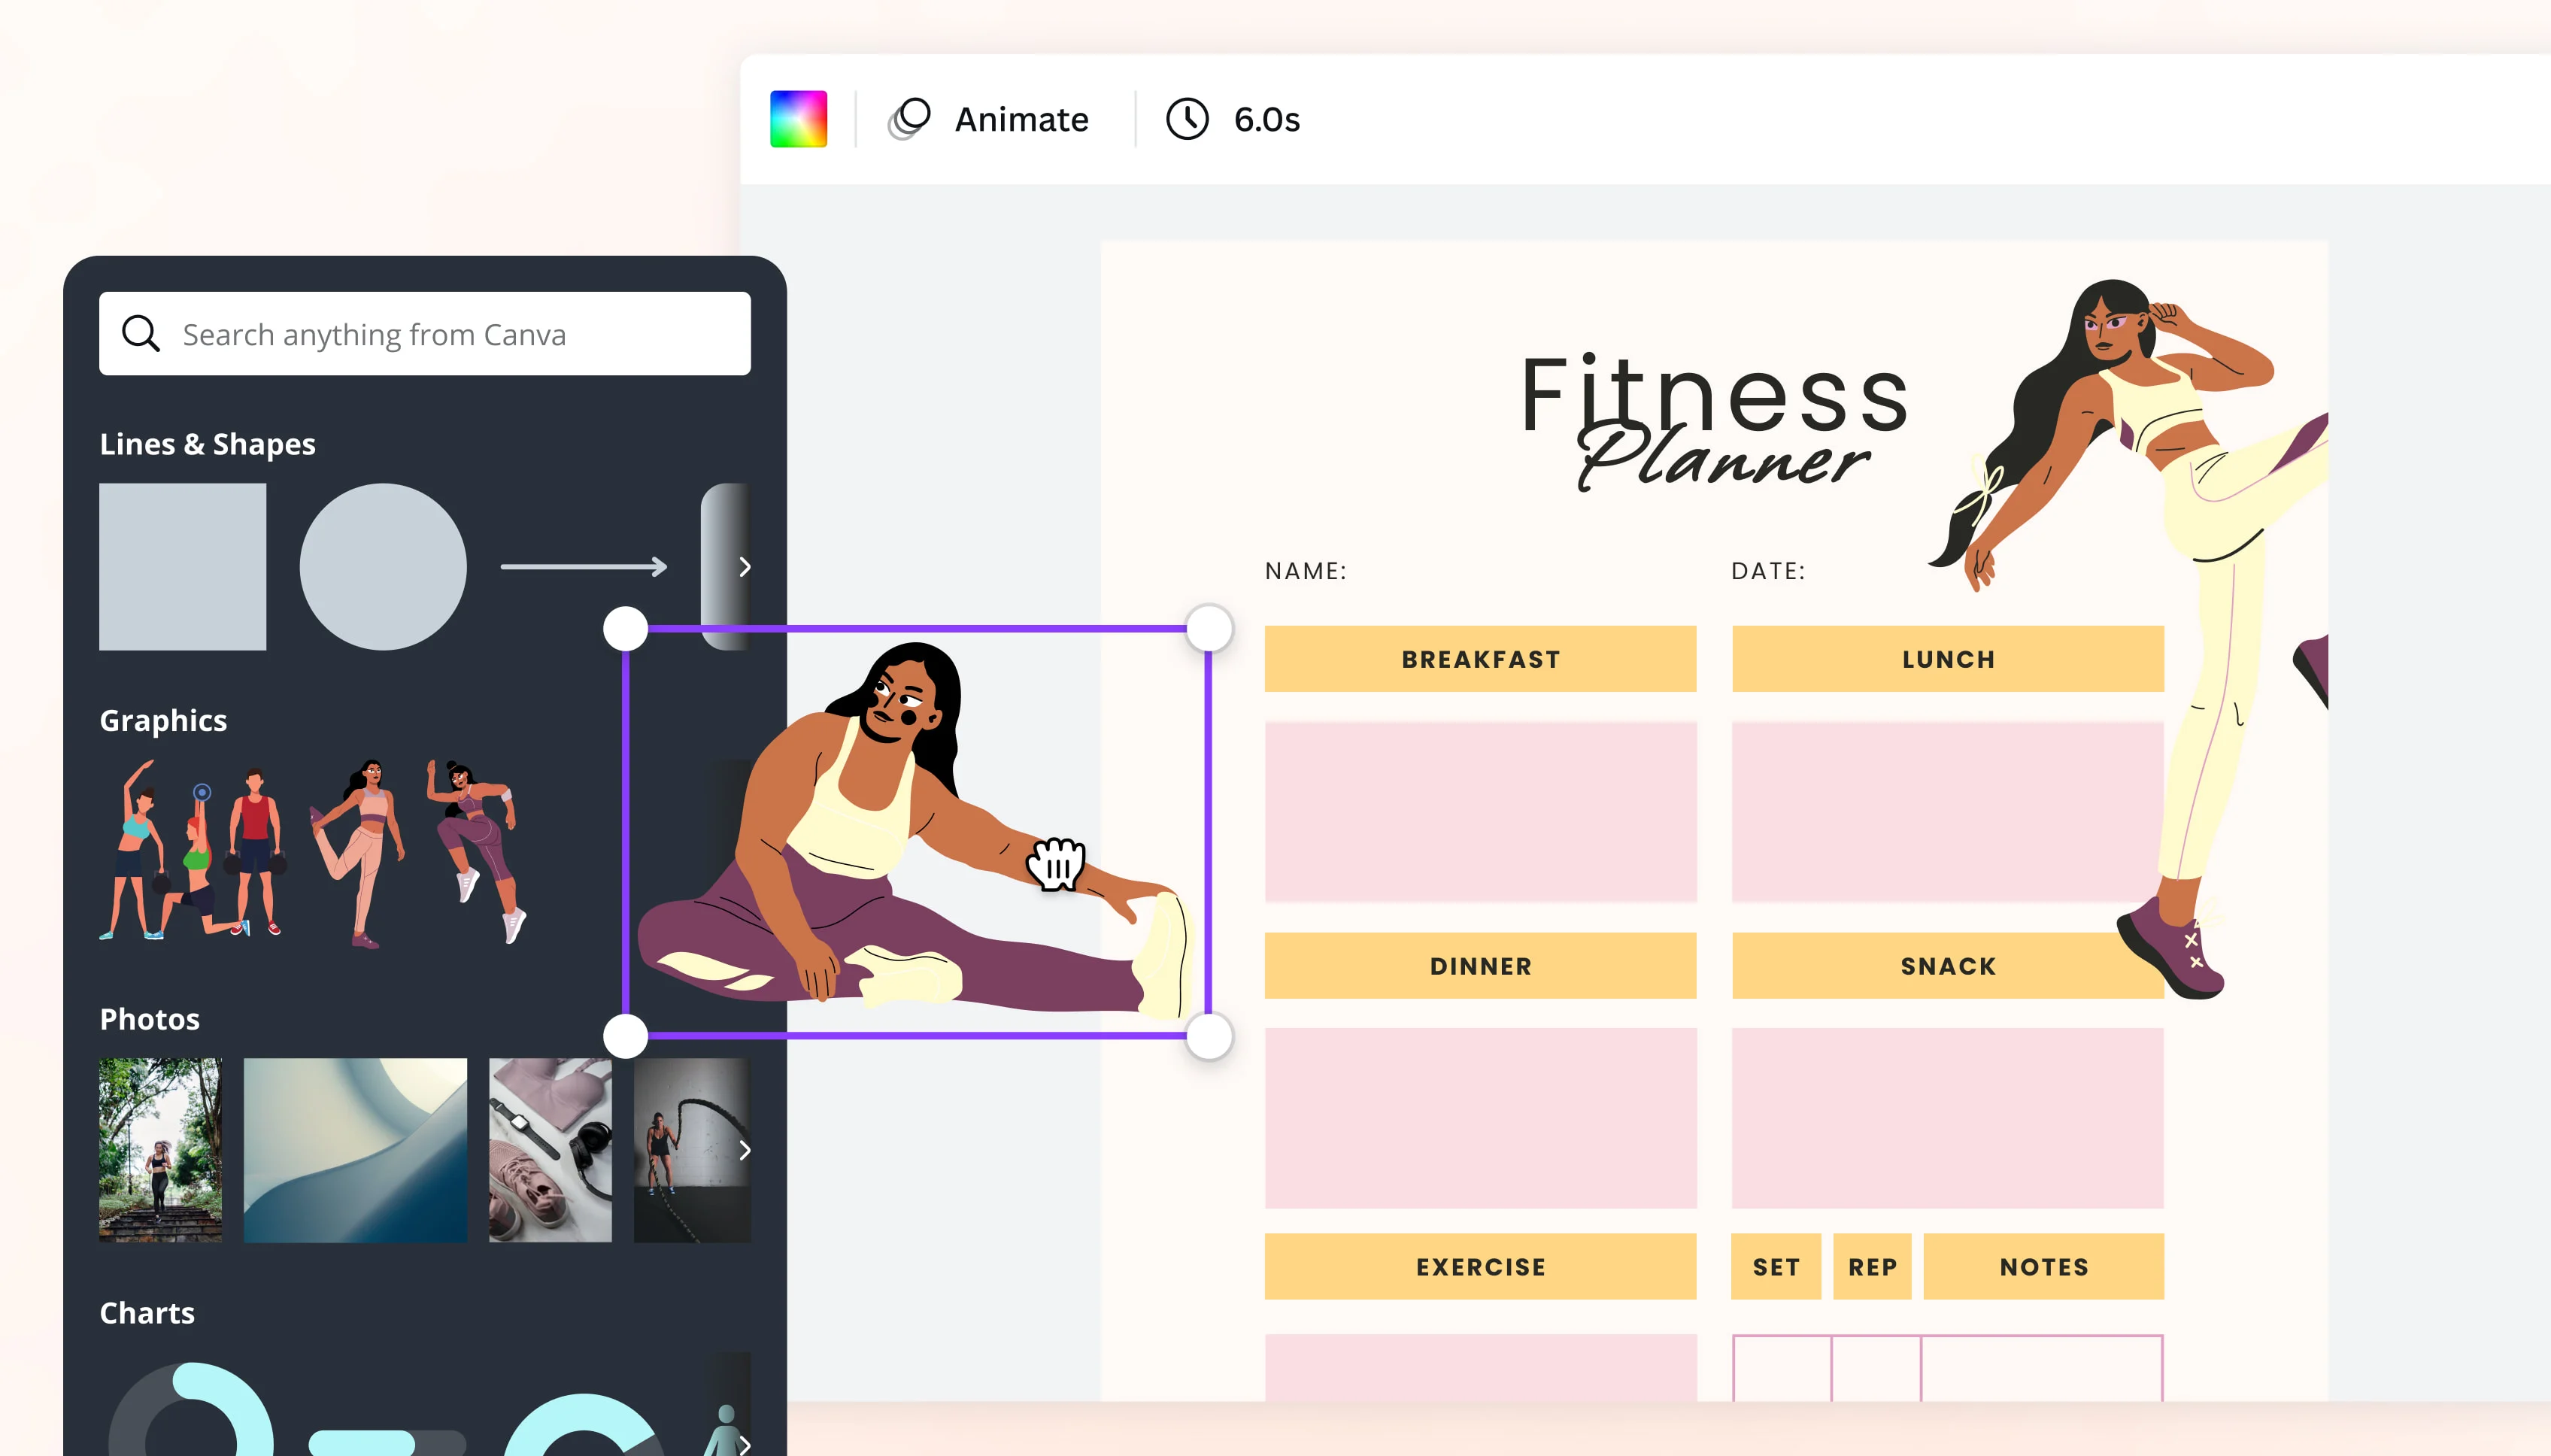 Animate
6.0s
Search anything from Canva
Lines & Shapes
Graphics
Photos
Charts
Fitness
Planner
NAME:
DATE:
BREAKFAST
LUNCH
DINNER
SNACK
EXERCISE
SET
REP
NOTES